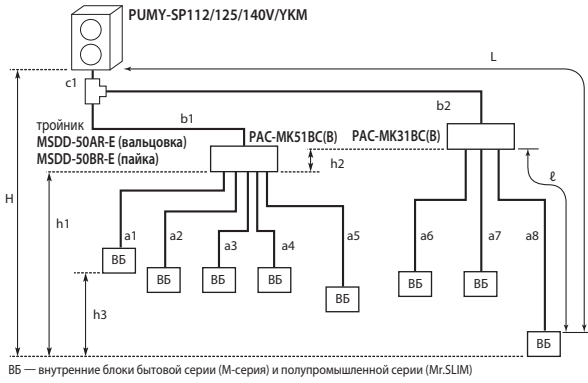 PUMY-SP112/125/140V/YKM
L
c1
b1
b2
тройник
MSDD-50AR-E (вальцовка)
MSDD-50BR-E (пайка)
PAC-MK51BC(B)
PAC-MK31BC(B)
h2
ℓ
H
h1
a1
a2
a3
a4
a5
a6
a7
a8
ВБ
ВБ
ВБ
ВБ
ВБ
ВБ
ВБ
h3
ВБ
ВБ — внутренние блоки бытовой серии (М-серия) и полупромышленной серии (Mr.SLIM)